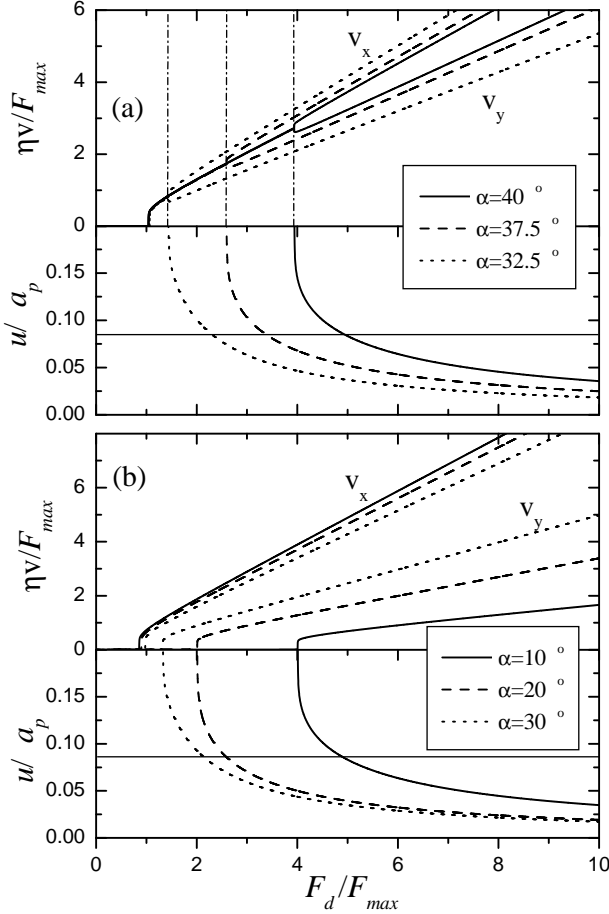 6
4
2
0
ηv/F_max
(a)
v_x
v_y
α=40 °
α=37.5 °
α=32.5 °
0.15
0.10
0.05
0.00
u/ a_p
8
6
4
2
0
ηv/F_max
(b)
v_x
v_y
α=10 °
α=20 °
α=30 °
0.15
0.10
0.05
0.00
u/ a_p
0 2 4 6 8 10
F_d/F_max